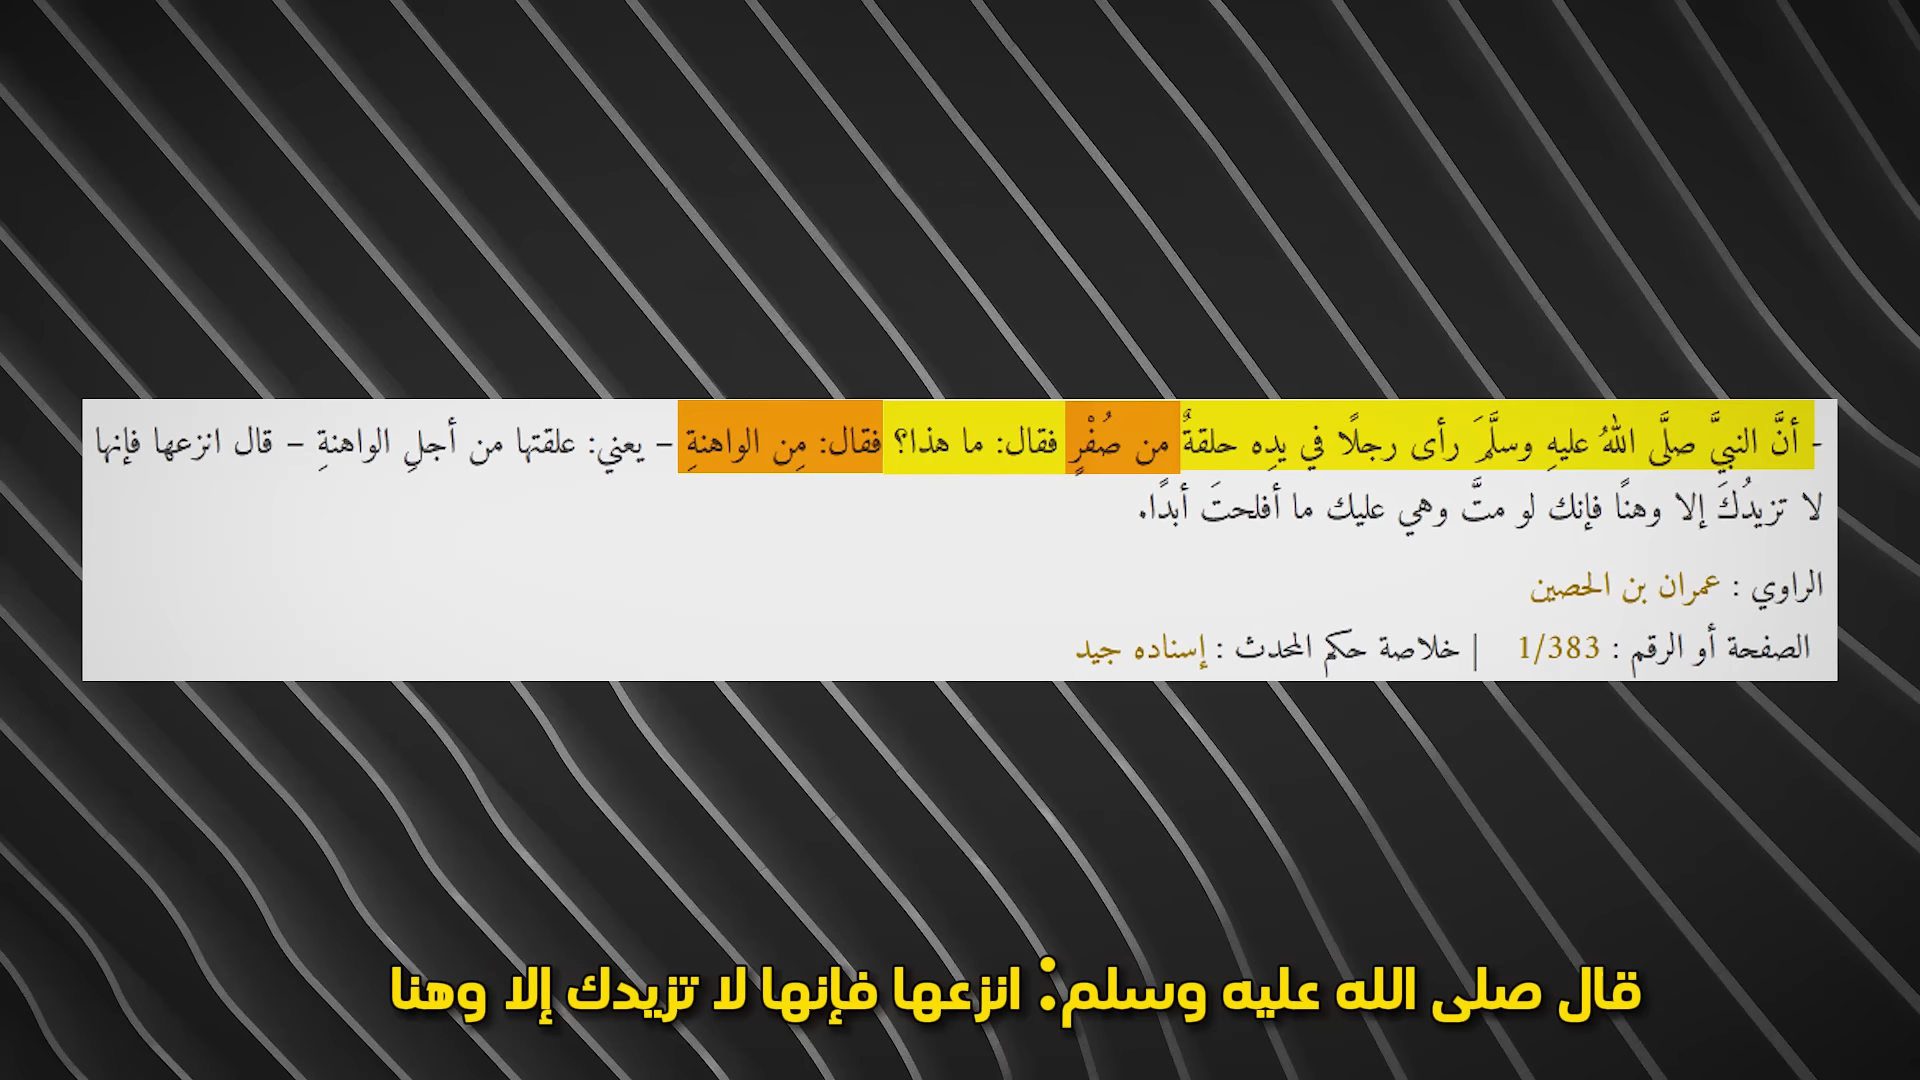 - أنَّ النبيَّ صلَّى اللهُ عليهِ وسلَّمَ رأى رجلًا في يدِه حلقةٌ من صُفْرٍ فقال: ما هذا؟ فقال: مِن الواهنةِ – يعني: علقتها من أجلِ الواهنةِ – قال انزعها فإنها
لا تزيدُكَ إلا وهنًا فإنك لو متَّ وهي عليك ما أفلحتَ أبدًا.
الراوي : عمران بن الحصين
الصفحة أو الرقم : 1/383 | خلاصة حكم المحدث : إسناده جيد
قال صلى الله عليه وسلم: انزعها فإنها لا تزيدك إلا وهنا